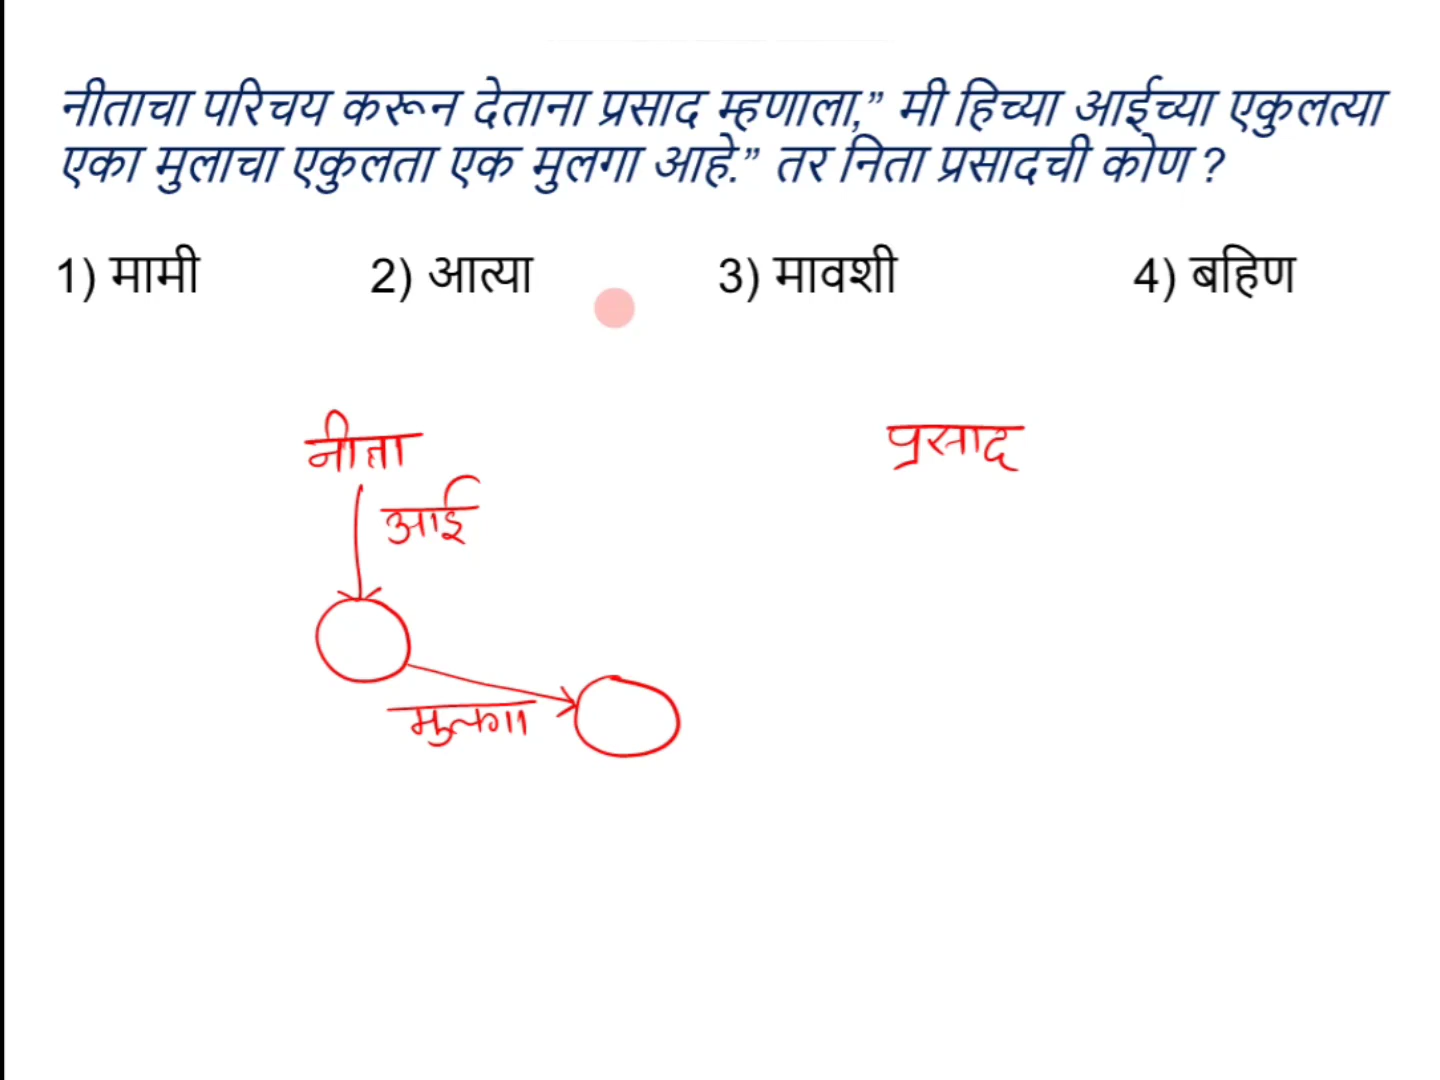 नीताचा परिचय करून देताना प्रसाद म्हणाला,” मी हिच्या आईच्या एकुलत्या
एका मुलाचा एकुलता एक मुलगा आहे.” तर निता प्रसादची कोण ?
1) मामी 2) आत्या 3) मावशी 4) बहिण
नीता प्रसाद
आई
मुलगा